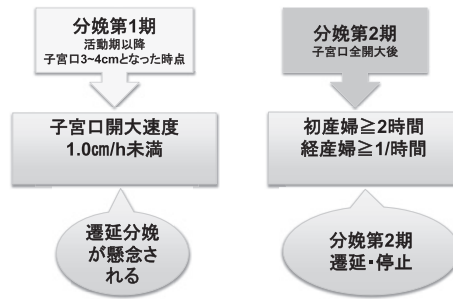 分娩第1期
活動期以降
子宮口3~4cmとなった時点
子宮口開大速度
1.0㎝/h未満
遷延分娩
が懸念さ
れる
分娩第2期
子宮口全開大後
初産婦≧2時間
経産婦≧1/時間
分娩第2期
遷延・停止